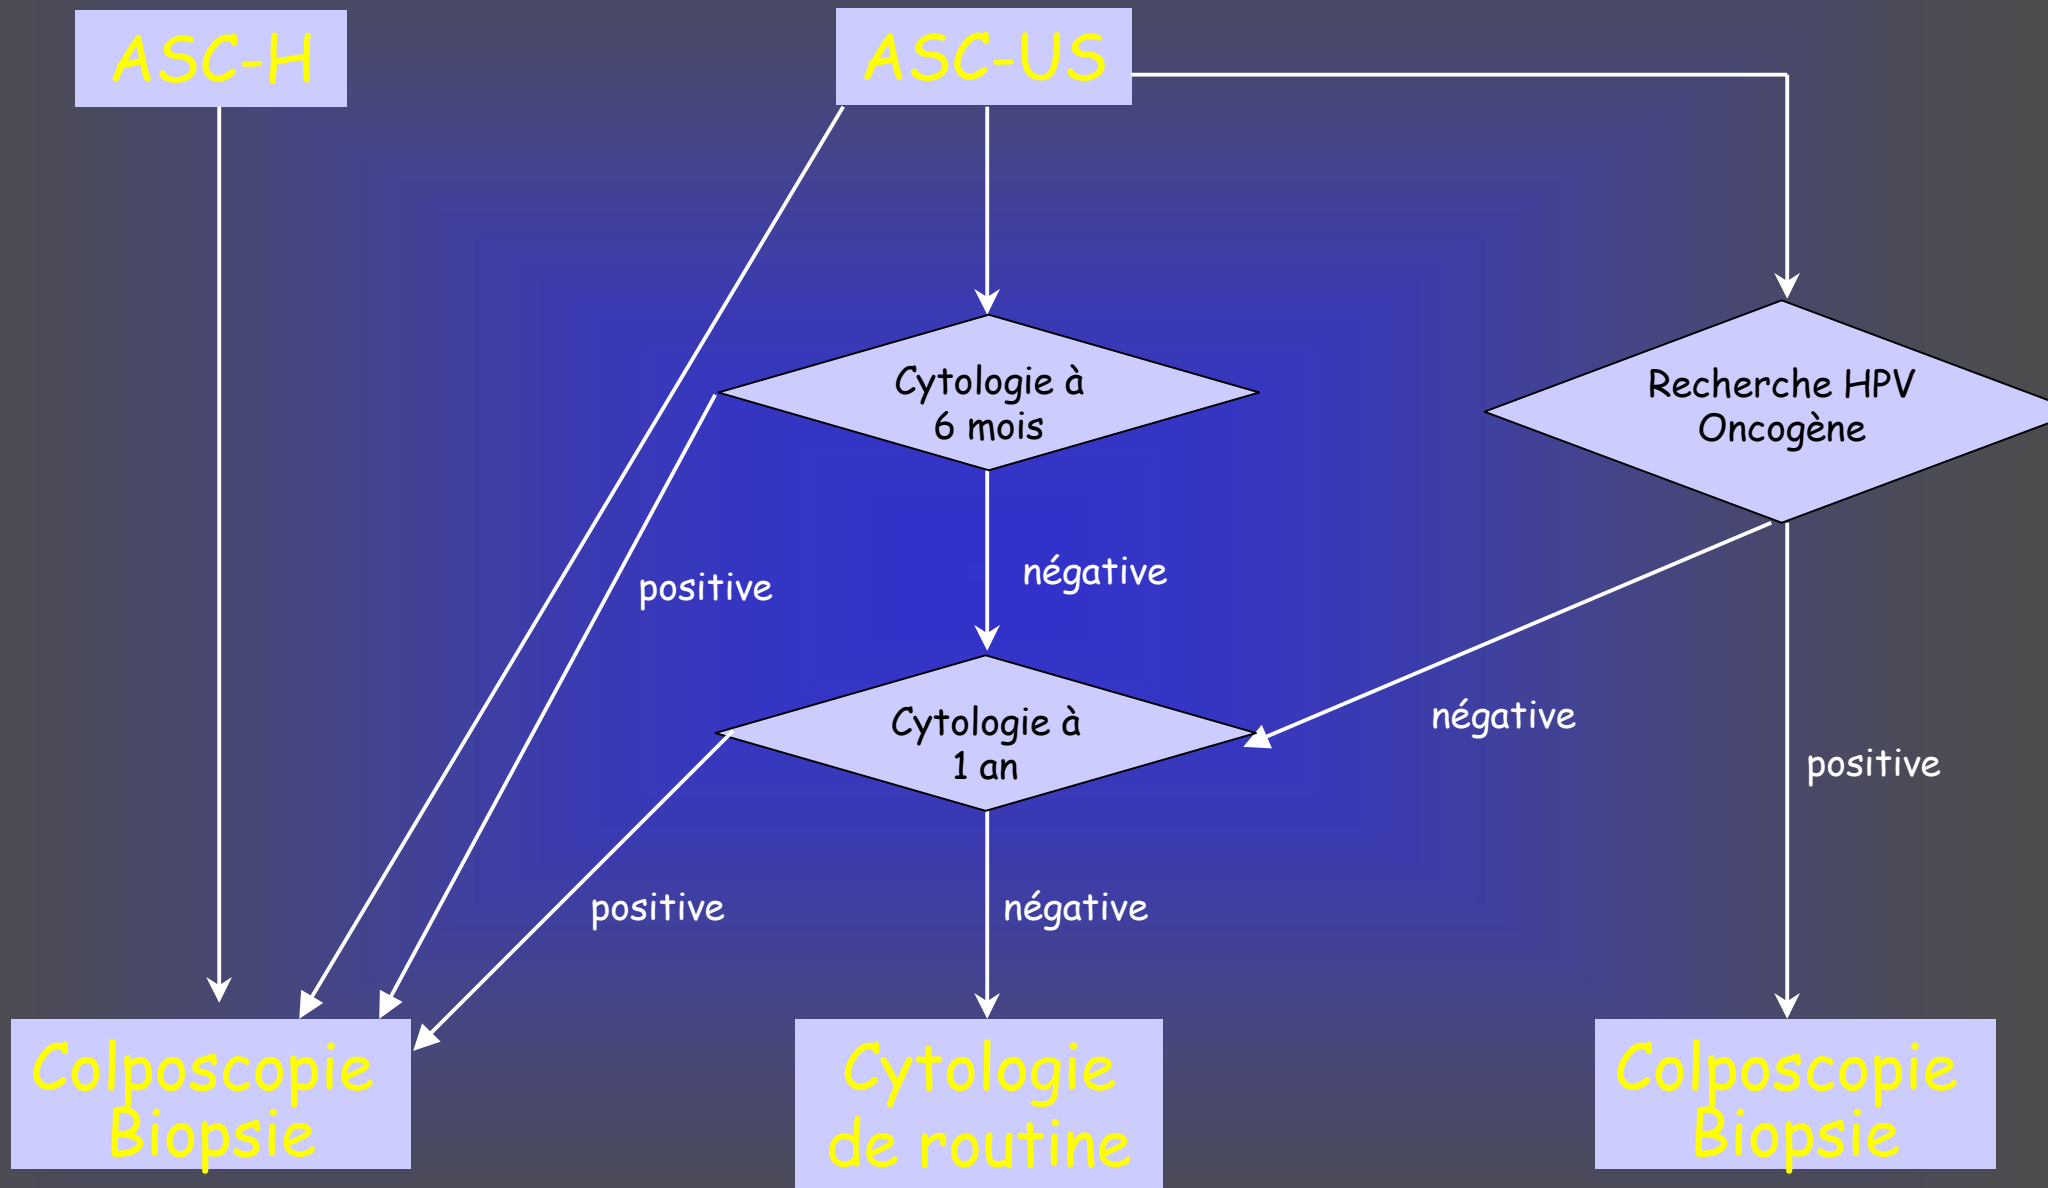 ASC-H
ASC-US
Cytologie à
6 mois
Recherche HPV
Oncogène
positive
négative
Cytologie à
1 an
négative
positive
positive
négative
Colposcopie
Biopsie
Cytologie
de routine
Colposcopie
Biopsie